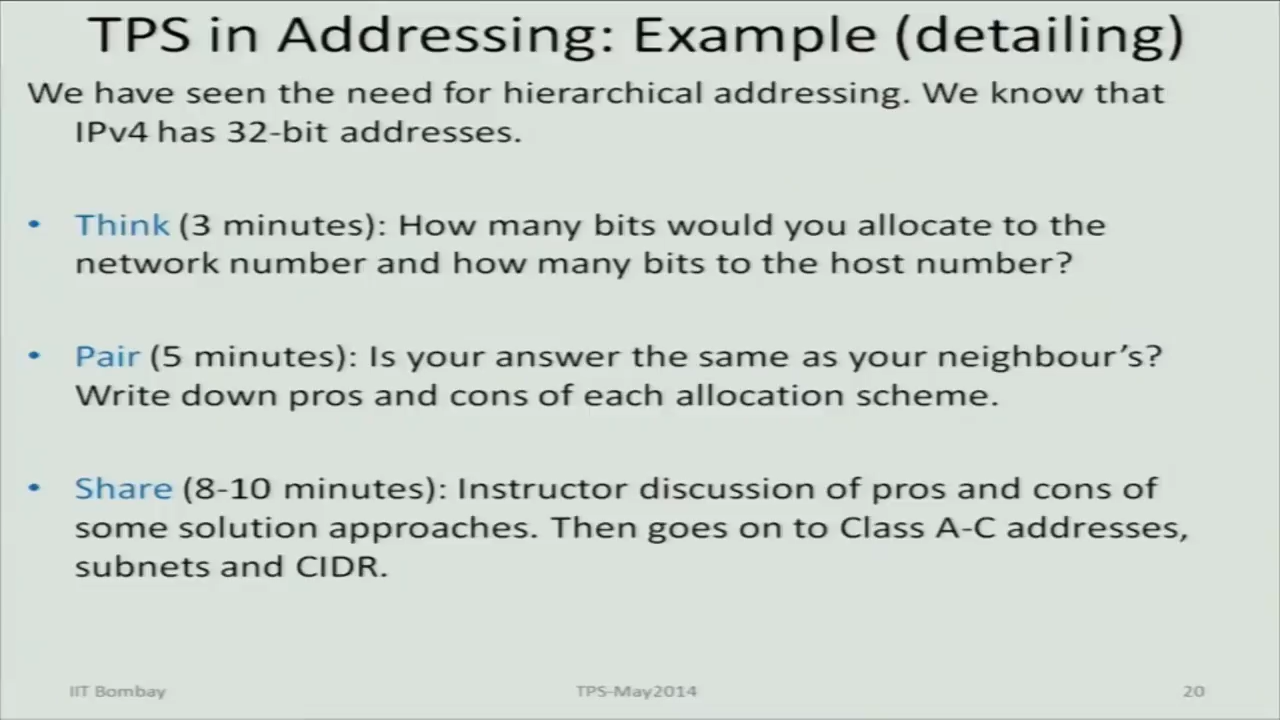 TPS in Addressing: Example (detailing)
We have seen the need for hierarchical addressing. We know that
IPv4 has 32-bit addresses.
• Think (3 minutes): How many bits would you allocate to the
network number and how many bits to the host number?
• Pair (5 minutes): Is your answer the same as your neighbour's?
Write down pros and cons of each allocation scheme.
• Share (8-10 minutes): Instructor discussion of pros and cons of
some solution approaches. Then goes on to Class A-C addresses,
subnets and CIDR.
IIT Bombay TPS-May2014 20